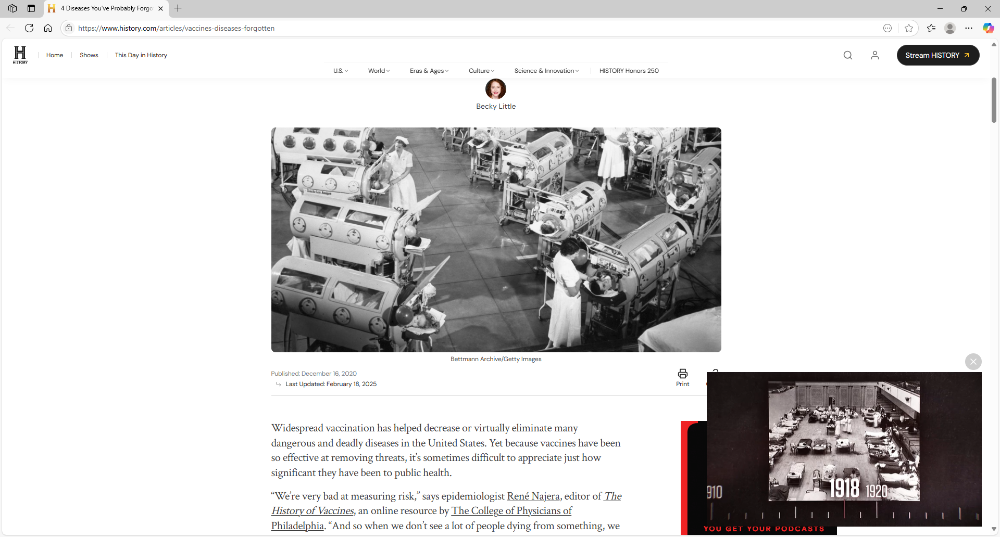 4 Diseases You've Probably Forgo
https://www.history.com/articles/vaccines-diseases-forgotten
H
HISTORY
Home
Shows
This Day in History
Stream HISTORY
U.S.
World
Eras & Ages
Culture
Science & Innovation
HISTORY Honors 250
Becky Little
Rancho Los Amigos
Bettmann Archive/Getty Images
Published: December 16, 2020
Last Updated: February 18, 2025
Print
Widespread vaccination has helped decrease or virtually eliminate many
dangerous and deadly diseases in the United States. Yet because vaccines have been
so effective at removing threats, it's sometimes difficult to appreciate just how
significant they have been to public health.
“We're very bad at measuring risk,” says epidemiologist René Najera, editor of The
History of Vaccines, an online resource by The College of Physicians of
Philadelphia. “And so when we don't see a lot of people dying from something, we
910
1918 1920
YOU GET YOUR PODCASTS